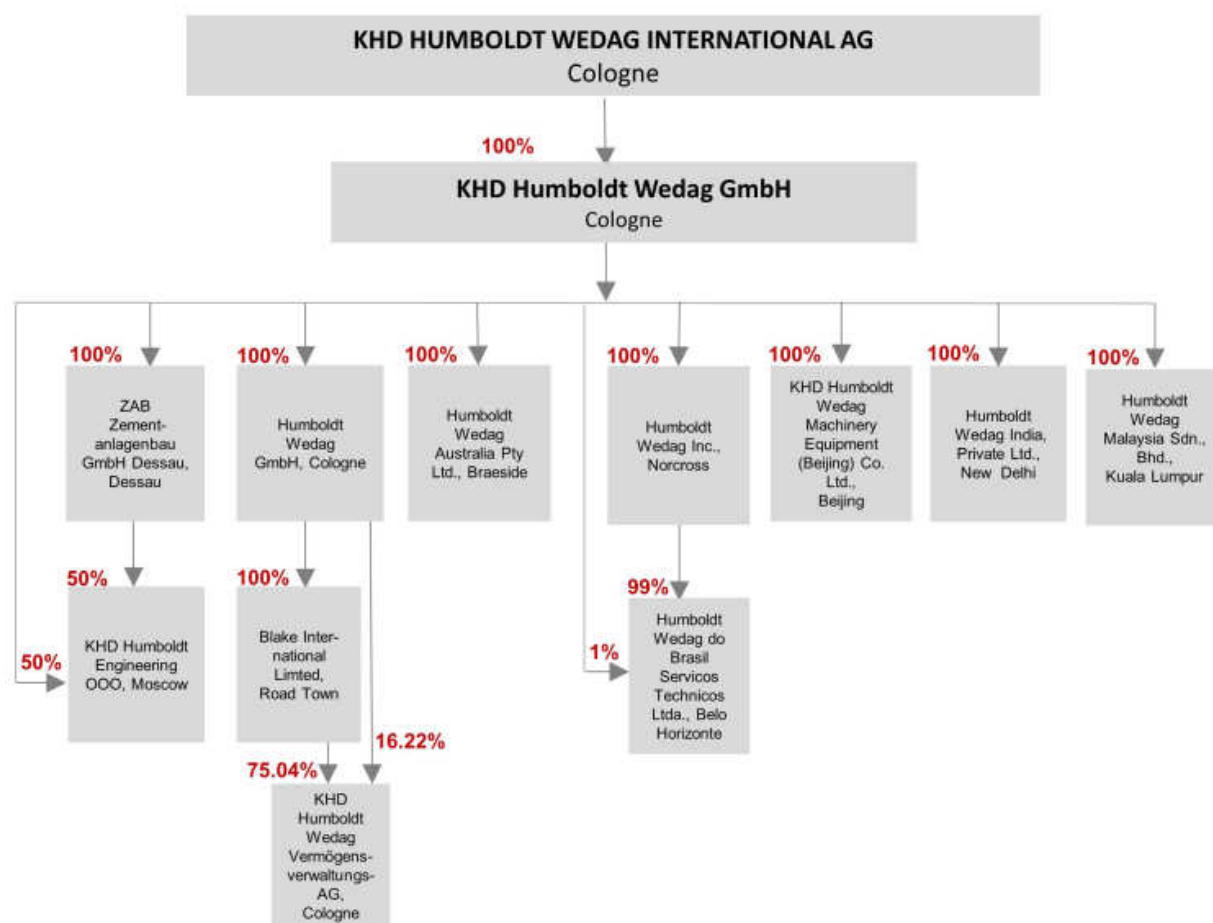 KHD HUMBOLDT WEDAG INTERNATIONAL AG
Cologne
100%
KHD Humboldt Wedag GmbH
Cologne
100%
ZAB
Zement-
anlagenbau
GmbH Dessau,
Dessau
100%
Humboldt
Wedag
GmbH, Cologne
100%
Humboldt
Wedag
Australia Pty
Ltd., Braeside
100%
Humboldt
Wedag Inc.,
Norcross
100%
KHD Humboldt
Wedag
Machinery
Equipment
(Beijing) Co.
Ltd.,
Beijing
100%
Humboldt
Wedag India,
Private Ltd.,
New Delhi
100%
Humboldt
Wedag
Malaysia Sdn.,
Bhd.,
Kuala Lumpur
50%
50%
KHD Humboldt
Engineering
OOO, Moscow
100%
Blake Inter-
national
Limted,
Road Town
99%
1%
Humboldt
Wedag do
Brasil
Servicos
Technicos
Ltda., Belo
Horizonte
75.04%
16.22%
KHD
Humboldt
Wedag
Vermögens-
verwaltungs-
AG,
Cologne